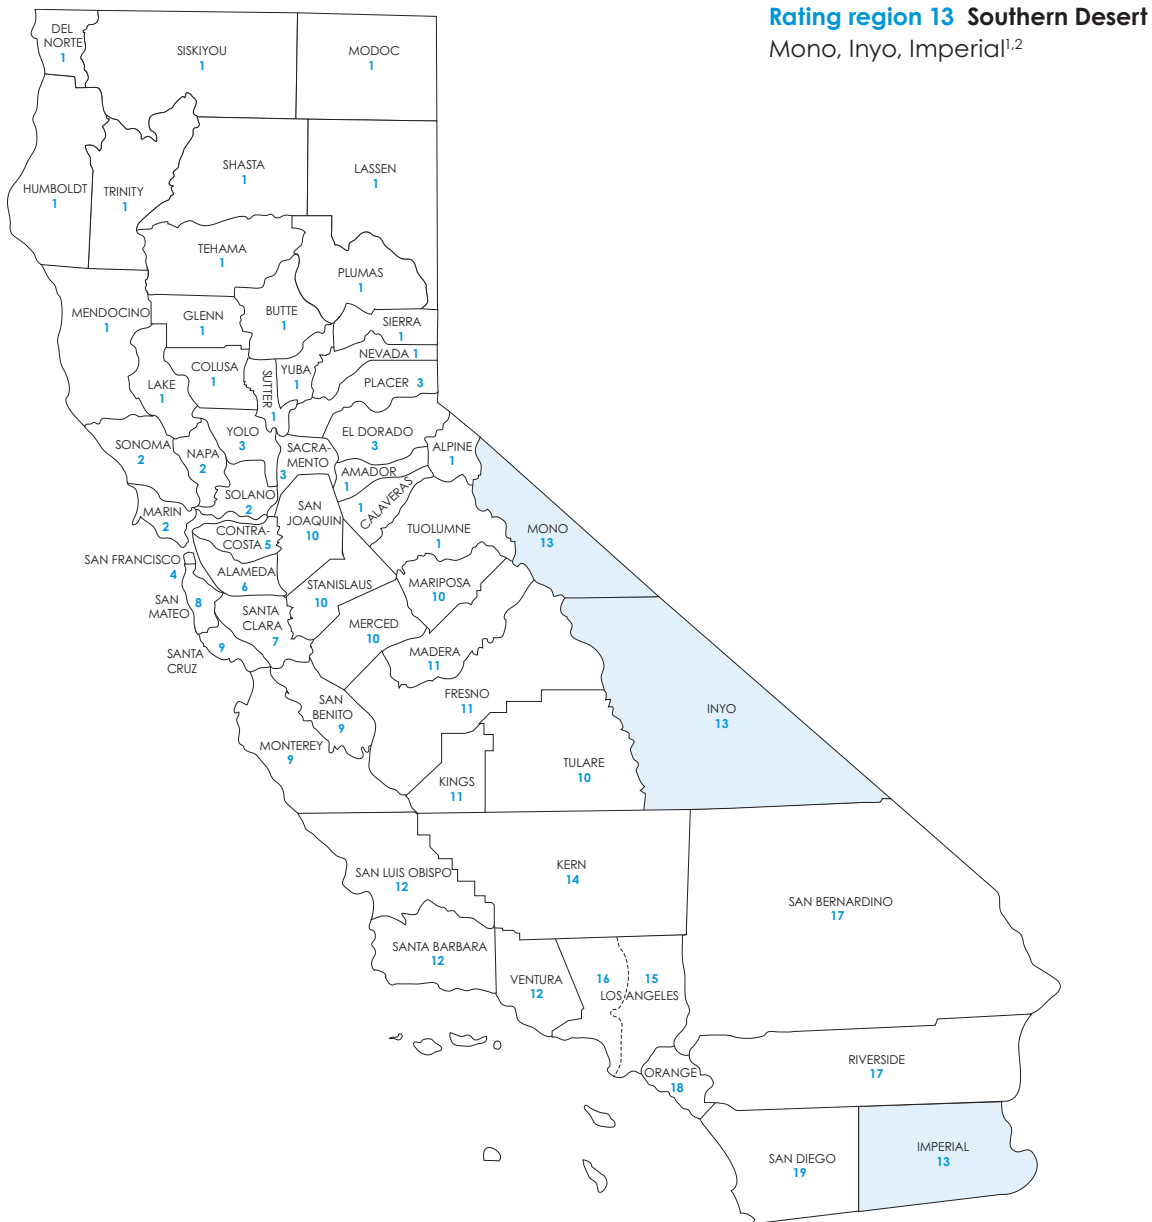 Rating region 13 Southern Desert
Mono, Inyo, Imperial1,2
DEL
NORTE
1
SISKIYOU
1
MODOC
1
HUMBOLDT
1
TRINITY
1
SHASTA
1
LASSEN
1
TEHAMA
1
PLUMAS
1
MENDOCINO
1
GLENN
1
BUTTE
1
SIERRA
1
NEVADA 1
PLACER 3
LAKE
1
COLUSA
1
SUTTER
1
YUBA
1
SONOMA
2
NAPA
2
YOLO
3
SACRA-
MENTO
3
EL DORADO
3
ALPINE
1
AMADOR
1
CALAVERAS
1
SOLANO
2
MARIN
2
SAN
JOAQUIN
10
TUOLUMNE
1
MONO
13
CONTRA-
COSTA 5
SAN FRANCISCO
4
ALAMEDA
6
SAN
MATEO
8
STANISLAUS
10
MARIPOSA
10
SANTA
CLARA
7
MERCED
10
SANTA
CRUZ
9
MADERA
11
FRESNO
11
SAN
BENITO
9
INYO
13
MONTEREY
9
KINGS
11
TULARE
10
SAN LUIS OBISPO
12
KERN
14
SAN BERNARDINO
17
SANTA BARBARA
12
VENTURA
12
16
15
LOS ANGELES
ORANGE
18
RIVERSIDE
17
SAN DIEGO
19
IMPERIAL
13